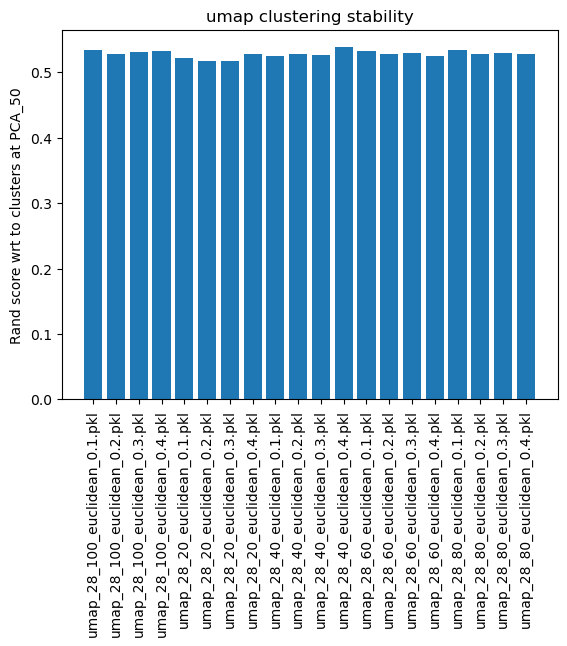 umap clustering stability
Rand score wrt to clusters at PCA_50
0.5
0.4
0.3
0.2
0.1
0.0
umap_28_100_euclidean_0.1.pkl
umap_28_100_euclidean_0.2.pkl
umap_28_100_euclidean_0.3.pkl
umap_28_100_euclidean_0.4.pkl
umap_28_20_euclidean_0.1.pkl
umap_28_20_euclidean_0.2.pkl
umap_28_20_euclidean_0.3.pkl
umap_28_20_euclidean_0.4.pkl
umap_28_40_euclidean_0.1.pkl
umap_28_40_euclidean_0.2.pkl
umap_28_40_euclidean_0.3.pkl
umap_28_40_euclidean_0.4.pkl
umap_28_60_euclidean_0.1.pkl
umap_28_60_euclidean_0.2.pkl
umap_28_60_euclidean_0.3.pkl
umap_28_60_euclidean_0.4.pkl
umap_28_80_euclidean_0.1.pkl
umap_28_80_euclidean_0.2.pkl
umap_28_80_euclidean_0.3.pkl
umap_28_80_euclidean_0.4.pkl